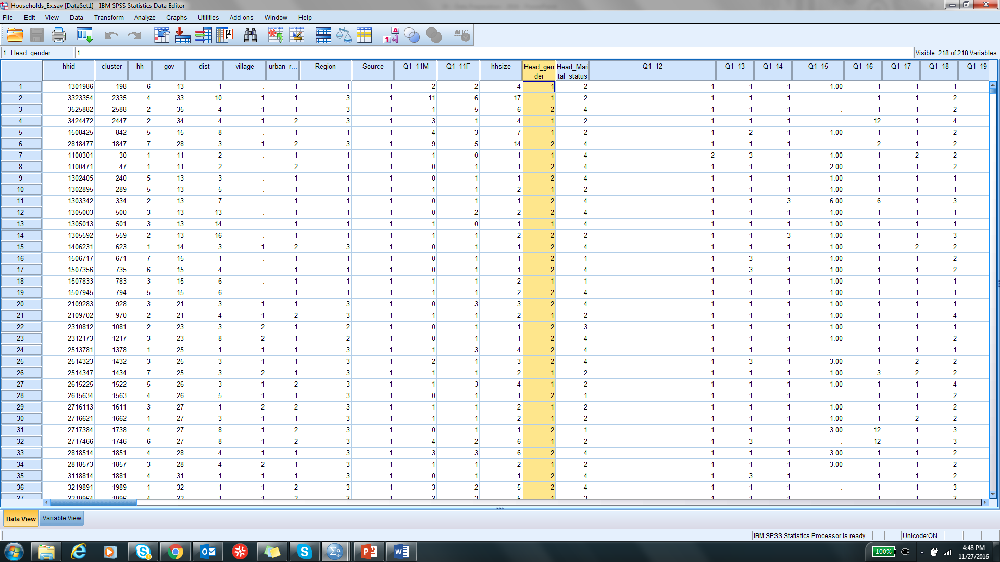 Households_Ex.sav [DataSet1] - IBM SPSS Statistics Data Editor
File Edit View Data Transform Analyze Graphs Utilities Add-ons Window Help
1 : Head_gender 1 Visible: 218 of 218 Variables
hhid cluster hh gov dist village urban_r... Region Source Q1_11M Q1_11F hhsize Head_gen Head_Mar Q1_12 Q1_13 Q1_14 Q1_15 Q1_16 Q1_17 Q1_18 Q1_19
der tal_status
1 1301986 198 6 13 1 . 1 1 1 2 2 4 1 2 1 1 1 1.00 1 1 1
2 3323354 2335 4 33 10 1 1 3 1 11 6 17 1 2 1 1 1 . 1 1 2
3 3525882 2588 2 35 4 1 1 3 1 1 5 6 2 4 1 1 1 . 1 1 2
4 3424472 2447 2 34 4 1 2 3 1 3 1 4 1 2 1 1 1 . 12 1 4
5 1508425 842 5 15 8 . 1 1 1 4 3 7 1 2 1 2 1 1.00 1 1 2
6 2818477 1847 7 28 3 1 2 3 1 9 5 14 2 4 1 1 1 . 2 1 2
7 1100301 30 1 11 2 . 1 1 1 1 0 1 1 4 2 3 1 1.00 1 2 2
8 1100471 47 1 11 2 . 2 1 1 0 1 1 2 4 1 1 1 2.00 1 1 2
9 1302405 240 5 13 3 . 1 1 1 0 1 1 2 4 1 1 1 1.00 1 1 1
10 1302895 289 5 13 5 . 1 1 1 1 1 2 1 2 1 1 1 1.00 1 1 1
11 1303342 334 2 13 7 . 1 1 1 0 1 1 2 4 1 1 3 6.00 6 1 3
12 1305003 500 3 13 13 . 1 1 1 0 2 2 2 4 1 1 1 1.00 1 1 1
13 1305013 501 3 13 14 . 1 1 1 1 0 1 1 4 1 1 1 1.00 1 1 1
14 1305592 559 2 13 16 . 1 1 1 1 1 2 2 2 1 1 3 1.00 1 1 3
15 1406231 623 1 14 3 1 2 3 1 0 1 1 2 4 1 1 1 1.00 1 2 2
16 1506717 671 7 15 1 . 1 1 1 0 1 1 2 1 1 3 1 1.00 1 1 2
17 1507356 735 6 15 4 . 1 1 1 0 1 1 2 4 1 3 1 1.00 1 1 2
18 1507833 783 3 15 6 . 1 1 1 1 1 2 1 1 1 1 1 1.00 1 1 1
19 1507945 794 5 15 6 . 1 1 1 1 1 2 2 4 1 1 1 1.00 1 1 1
20 2109283 928 3 21 3 1 1 3 1 0 3 3 2 4 1 1 1 1.00 1 1 1
21 2109702 970 2 21 4 1 2 3 1 1 1 2 1 2 1 1 1 1.00 1 1 4
22 2310812 1081 2 23 3 2 1 2 1 0 1 1 2 3 1 1 1 1.00 1 1 1
23 2312173 1217 3 23 8 2 1 2 1 0 1 1 2 4 1 1 1 1.00 1 1 2
24 2513781 1378 1 25 1 1 1 3 1 1 3 4 2 4 1 1 1 . 1 1 1
25 2514323 1432 3 25 3 1 1 3 1 2 1 3 2 4 1 3 1 3.00 1 2 2
26 2514347 1434 7 25 3 2 1 3 1 1 1 2 1 2 1 1 1 1.00 3 2 2
27 2615225 1522 5 26 3 1 2 3 1 1 3 4 1 2 1 1 1 1.00 1 1 4
28 2615634 1563 4 26 5 1 1 3 1 0 1 1 2 1 1 1 1 . 1 1 2
29 2716113 1611 3 27 1 2 2 3 1 1 1 2 1 2 1 1 1 1.00 1 1 2
30 2716621 1662 1 27 3 1 1 3 1 1 1 2 1 2 1 1 1 1.00 1 2 2
31 2717384 1738 4 27 8 1 2 3 1 0 1 1 2 1 1 1 1 3.00 12 1 3
32 2717466 1746 6 27 8 1 2 3 1 4 2 6 1 2 1 3 1 . 12 1 3
33 2818514 1851 4 28 4 1 1 3 1 3 3 6 2 4 1 1 1 3.00 1 1 2
34 2818573 1857 3 28 4 2 1 3 1 1 1 2 1 2 1 1 1 3.00 1 1 2
35 3118814 1881 4 31 1 1 1 3 1 0 1 1 2 4 1 3 1 . 1 1 2
36 3219891 1989 1 32 1 1 2 3 1 3 2 5 2 4 1 1 1 . 1 1 3
37 3219964 1996 4 32 1 1 2 3 1 3 2 5 1 2 1 1 1 . 1 1 3
Data View Variable View
IBM SPSS Statistics Processor is ready Unicode:ON
100% 4:48 PM
11/27/2016